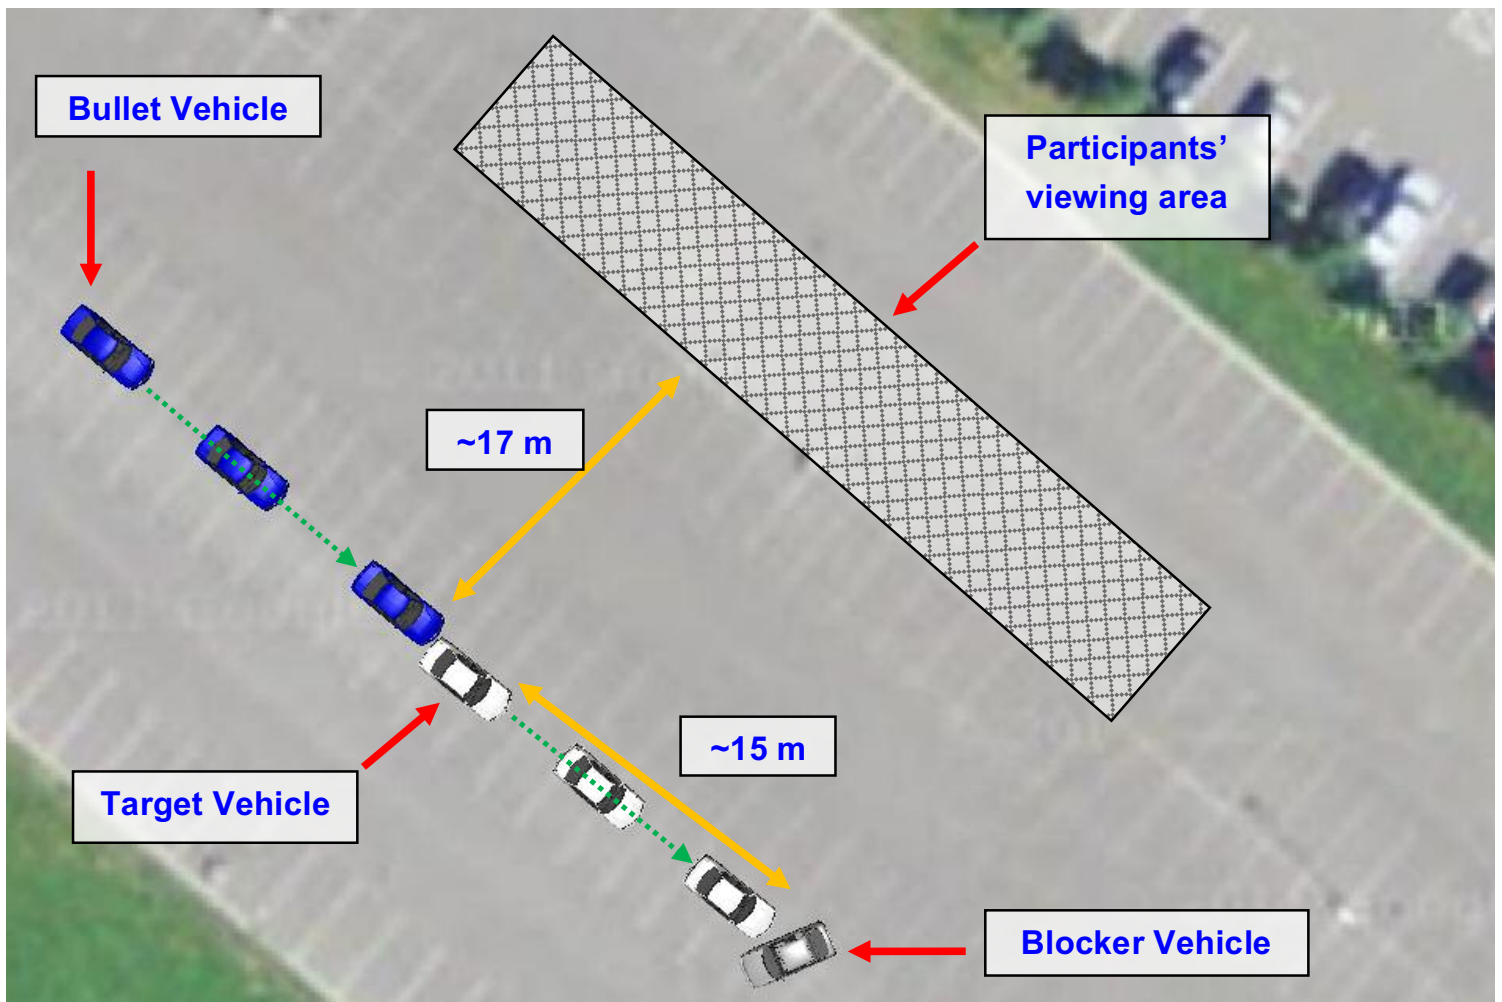 Bullet Vehicle
Participants’
viewing area
~17 m
~15 m
Target Vehicle
Blocker Vehicle